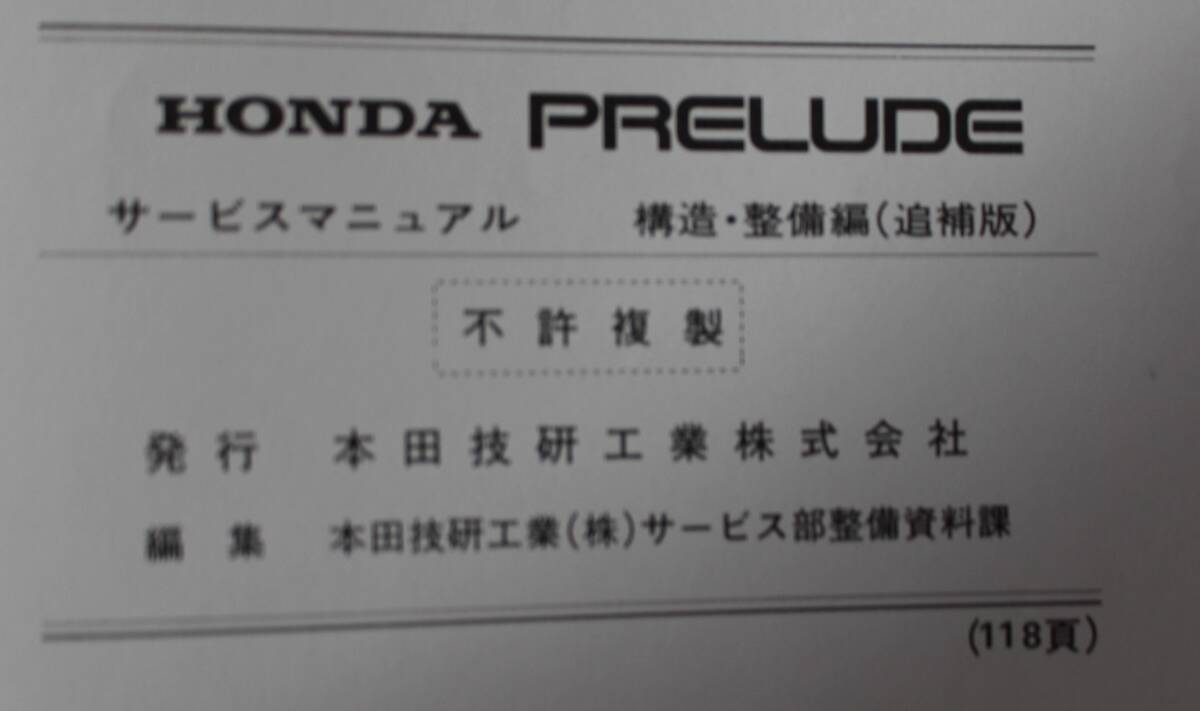 HONDA PRELUDE
サービスマニュアル 構造・整備編(追補版)
不許複製
発行 本田技研工業株式会社
編集 本田技研工業(株)サービス部整備資料課
(118頁)